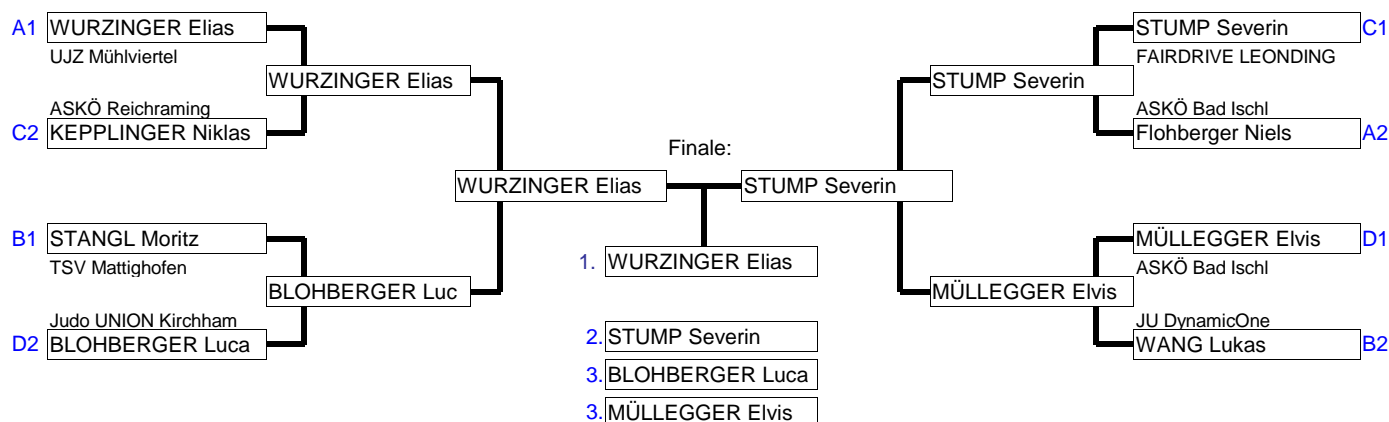 A1 WURZINGER Elias
UJZ Mühlviertel
WURZINGER Elias
ASKÖ Reichraming
C2 KEPPLINGER Niklas
WURZINGER Elias
B1 STANGL Moritz
TSV Mattighofen
BLOHBERGER Luc
Judo UNION Kirchham
D2 BLOHBERGER Luca
Finale:
1. WURZINGER Elias
2. STUMP Severin
3. BLOHBERGER Luca
3. MÜLLEGGER Elvis
STUMP Severin C1
FAIRDRIVE LEONDING
STUMP Severin
ASKÖ Bad Ischl
Flohberger Niels A2
STUMP Severin
MÜLLEGGER Elvis D1
ASKÖ Bad Ischl
MÜLLEGGER Elvis
JU DynamicOne
WANG Lukas B2